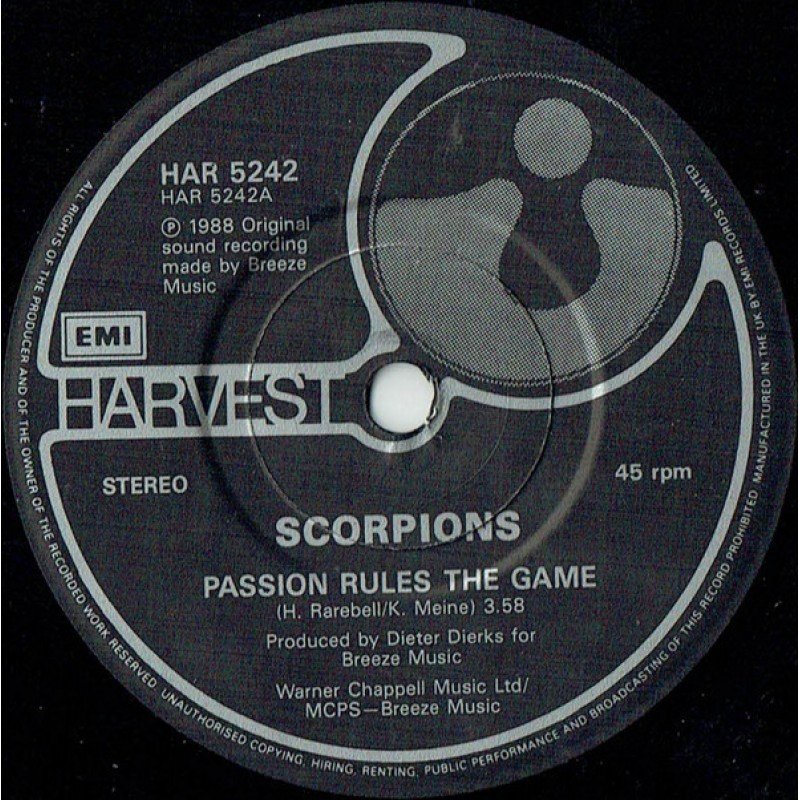 HAR 5242
HAR 5242A
Ⓟ 1988 Original
sound recording
made by Breeze
Music
EMI
HARVEST
STEREO
45 rpm
SCORPIONS
PASSION RULES THE GAME
(H. Rarebell/K. Meine) 3.58
Produced by Dieter Dierks for
Breeze Music
Warner Chappell Music Ltd/
MCPS—Breeze Music
ALL RIGHTS OF THE PRODUCER AND OF THE OWNER OF THE RECORDED WORK RESERVED. UNAUTHORISED COPYING, HIRING, RENTING, PUBLIC PERFORMANCE AND BROADCASTING OF THIS RECORD PROHIBITED. MANUFACTURED IN THE UK BY EMI RECORDS LIMITED